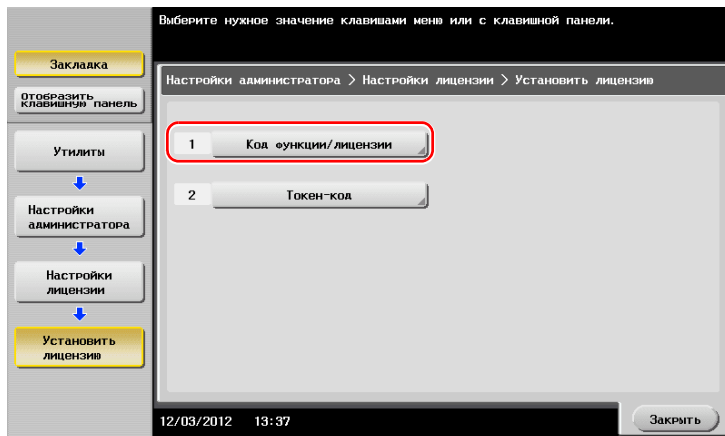 Выберите нужное значение клавишами меню или с клавишной панели.
Закладка
Отобразить
клавишную панель
Настройки администратора > Настройки лицензии > Установить лицензию
1 Код функции/лицензии
2 Токен-код
Утилиты
Настройки
администратора
Настройки
лицензии
Установить
лицензию
12/03/2012 13:37
Закрыть